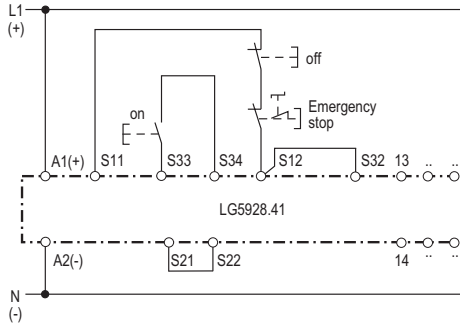 L1
(+)
off
on
Emergency
stop
A1(+) S11 S33 S34 S12 S32 13 .. ..
LG5928.41
A2(-) S21 S22 14 .. ..
N
(-)